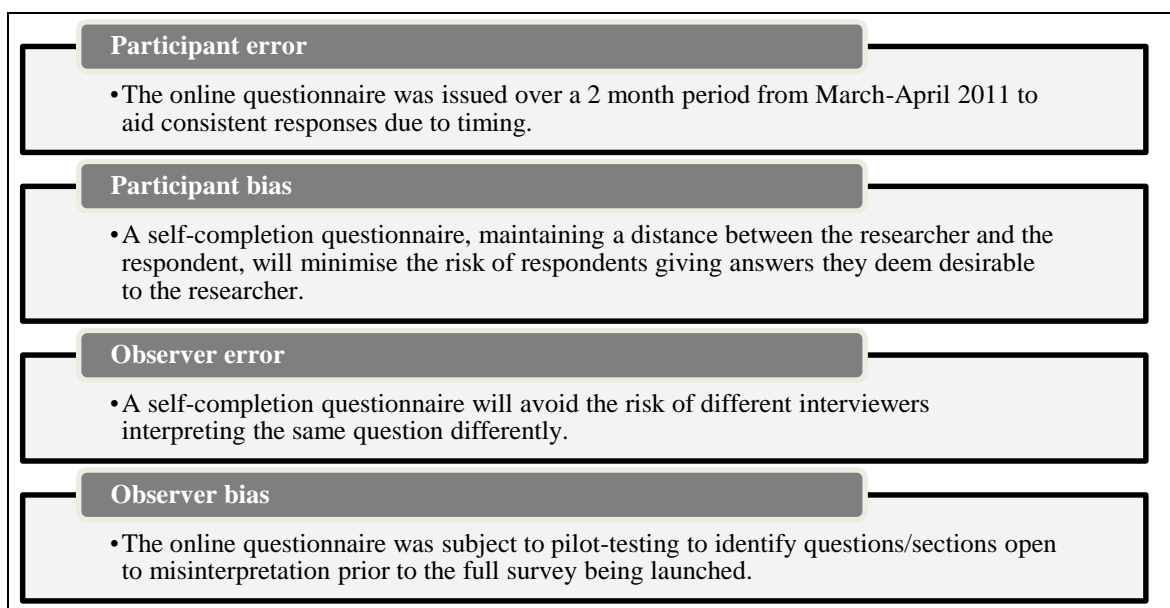 Participant error
•The online questionnaire was issued over a 2 month period from March-April 2011 to
aid consistent responses due to timing.
Participant bias
•A self-completion questionnaire, maintaining a distance between the researcher and the
respondent, will minimise the risk of respondents giving answers they deem desirable
to the researcher.
Observer error
•A self-completion questionnaire will avoid the risk of different interviewers
interpreting the same question differently.
Observer bias
•The online questionnaire was subject to pilot-testing to identify questions/sections open
to misinterpretation prior to the full survey being launched.